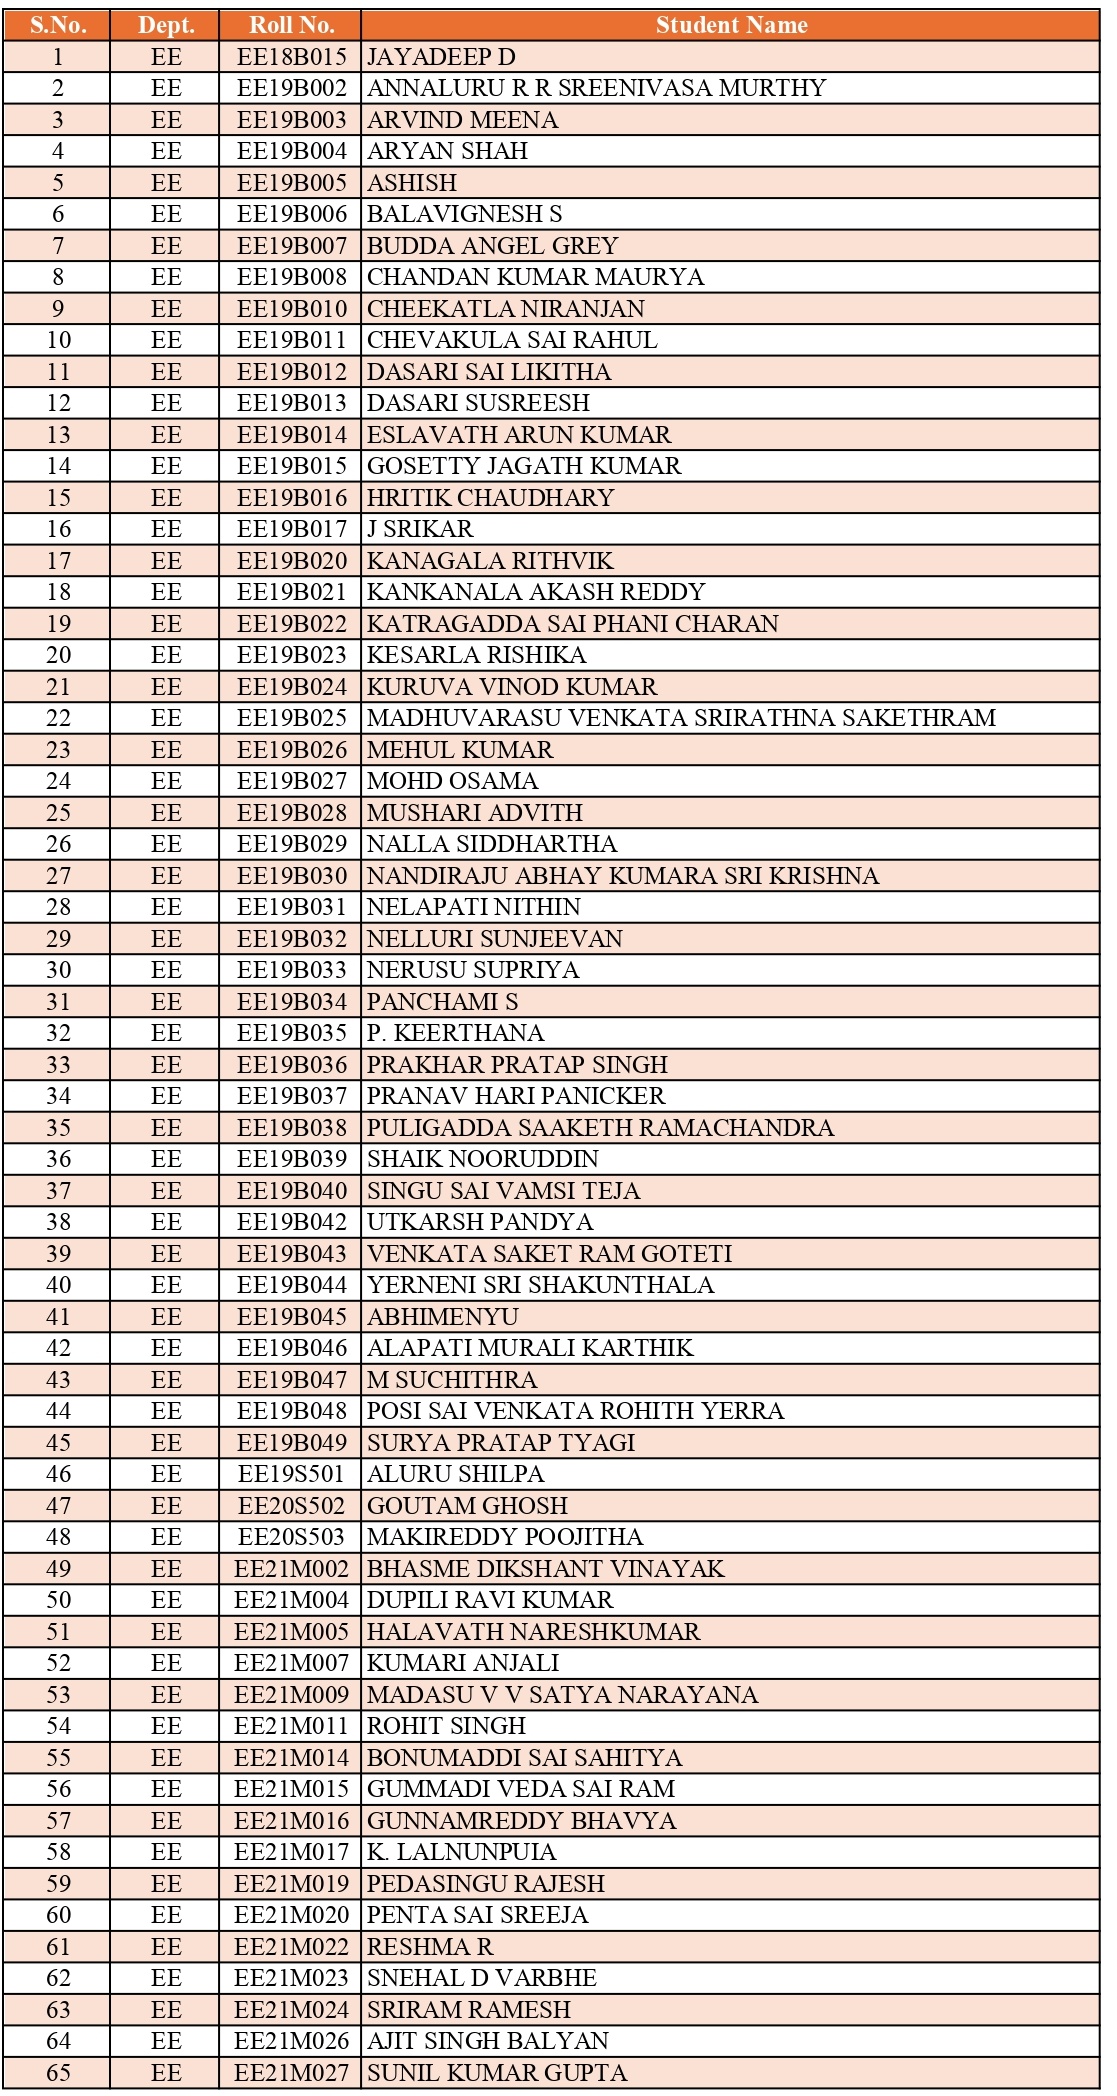 S.No. Dept. Roll No. Student Name
1 EE EE18B015 JAYADEEP D
2 EE EE19B002 ANNALURU R R SREENIVASA MURTHY
3 EE EE19B003 ARVIND MEENA
4 EE EE19B004 ARYAN SHAH
5 EE EE19B005 ASHISH
6 EE EE19B006 BALAVIGNESH S
7 EE EE19B007 BUDDA ANGEL GREY
8 EE EE19B008 CHANDAN KUMAR MAURYA
9 EE EE19B010 CHEEKATLA NIRANJAN
10 EE EE19B011 CHEVAKULA SAI RAHUL
11 EE EE19B012 DASARI SAI LIKITHA
12 EE EE19B013 DASARI SUSREESH
13 EE EE19B014 ESLAVATH ARUN KUMAR
14 EE EE19B015 GOSETTY JAGATH KUMAR
15 EE EE19B016 HRITIK CHAUDHARY
16 EE EE19B017 J SRIKAR
17 EE EE19B020 KANAGALA RITHVIK
18 EE EE19B021 KANKANALA AKASH REDDY
19 EE EE19B022 KATRAGADDA SAI PHANI CHARAN
20 EE EE19B023 KESARLA RISHIKA
21 EE EE19B024 KURUVA VINOD KUMAR
22 EE EE19B025 MADHUVARASU VENKATA SRIRATHNA SAKETHRAM
23 EE EE19B026 MEHUL KUMAR
24 EE EE19B027 MOHD OSAMA
25 EE EE19B028 MUSHARI ADVITH
26 EE EE19B029 NALLA SIDDHARTHA
27 EE EE19B030 NANDIRAJU ABHAY KUMARA SRI KRISHNA
28 EE EE19B031 NELAPATI NITHIN
29 EE EE19B032 NELLURI SUNJEEVAN
30 EE EE19B033 NERUSU SUPRIYA
31 EE EE19B034 PANCHAMI S
32 EE EE19B035 P. KEERTHANA
33 EE EE19B036 PRAKHAR PRATAP SINGH
34 EE EE19B037 PRANAV HARI PANICKER
35 EE EE19B038 PULIGADDA SAAKETH RAMACHANDRA
36 EE EE19B039 SHAIK NOORUDDIN
37 EE EE19B040 SINGU SAI VAMSI TEJA
38 EE EE19B042 UTKARSH PANDYA
39 EE EE19B043 VENKATA SAKET RAM GOTETI
40 EE EE19B044 YERNENI SRI SHAKUNTHALA
41 EE EE19B045 ABHIMENYU
42 EE EE19B046 ALAPATI MURALI KARTHIK
43 EE EE19B047 M SUCHITHRA
44 EE EE19B048 POSI SAI VENKATA ROHITH YERRA
45 EE EE19B049 SURYA PRATAP TYAGI
46 EE EE19S501 ALURU SHILPA
47 EE EE20S502 GOUTAM GHOSH
48 EE EE20S503 MAKIREDDY POOJITHA
49 EE EE21M002 BHASME DIKSHANT VINAYAK
50 EE EE21M004 DUPILI RAVI KUMAR
51 EE EE21M005 HALAVATH NARESHKUMAR
52 EE EE21M007 KUMARI ANJALI
53 EE EE21M009 MADASU V V SATYA NARAYANA
54 EE EE21M011 ROHIT SINGH
55 EE EE21M014 BONUMADDI SAI SAHITYA
56 EE EE21M015 GUMMADI VEDA SAI RAM
57 EE EE21M016 GUNNAMREDDY BHAVYA
58 EE EE21M017 K. LALNUNPUIA
59 EE EE21M019 PEDASINGU RAJESH
60 EE EE21M020 PENTA SAI SREEJA
61 EE EE21M022 RESHMA R
62 EE EE21M023 SNEHAL D VARBHE
63 EE EE21M024 SRIRAM RAMESH
64 EE EE21M026 AJIT SINGH BALYAN
65 EE EE21M027 SUNIL KUMAR GUPTA